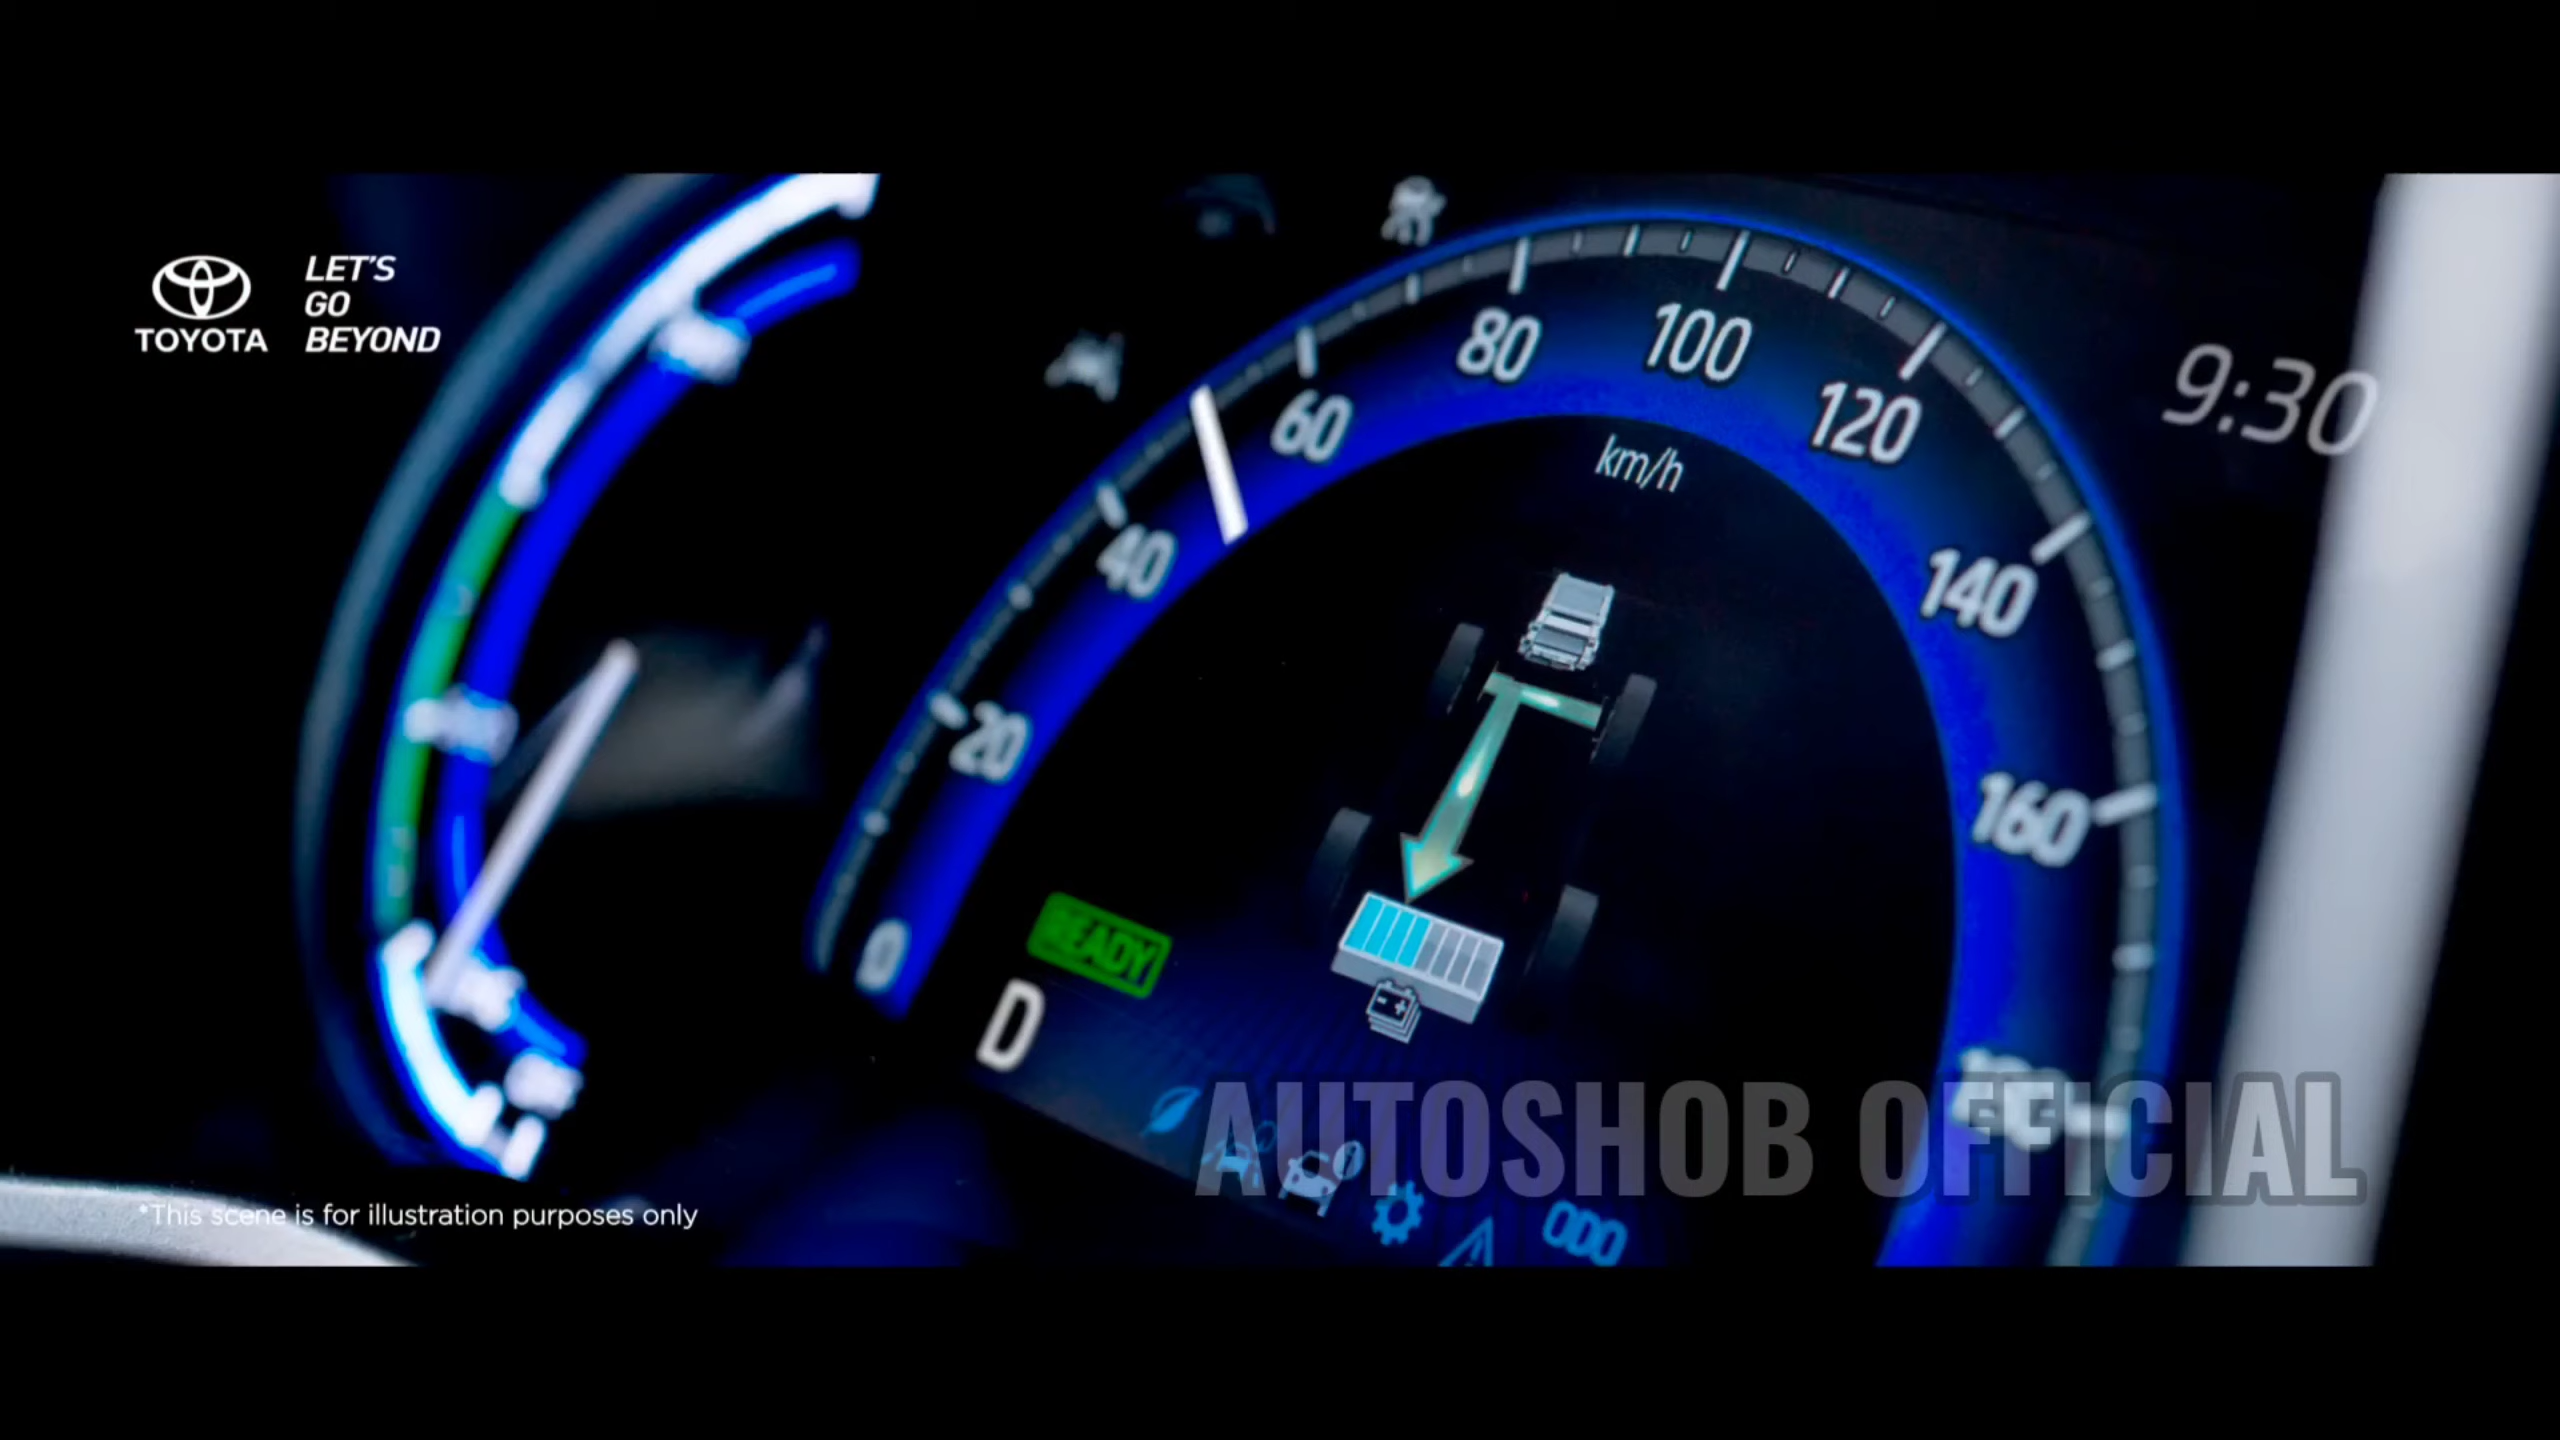 TOYOTA
LET'S
GO
BEYOND
80
100
60
120
9:30
km/h
40
140
20
160
0
READY
D
AUTOSHOB OFFICIAL
ODO
*This scene is for illustration purposes only